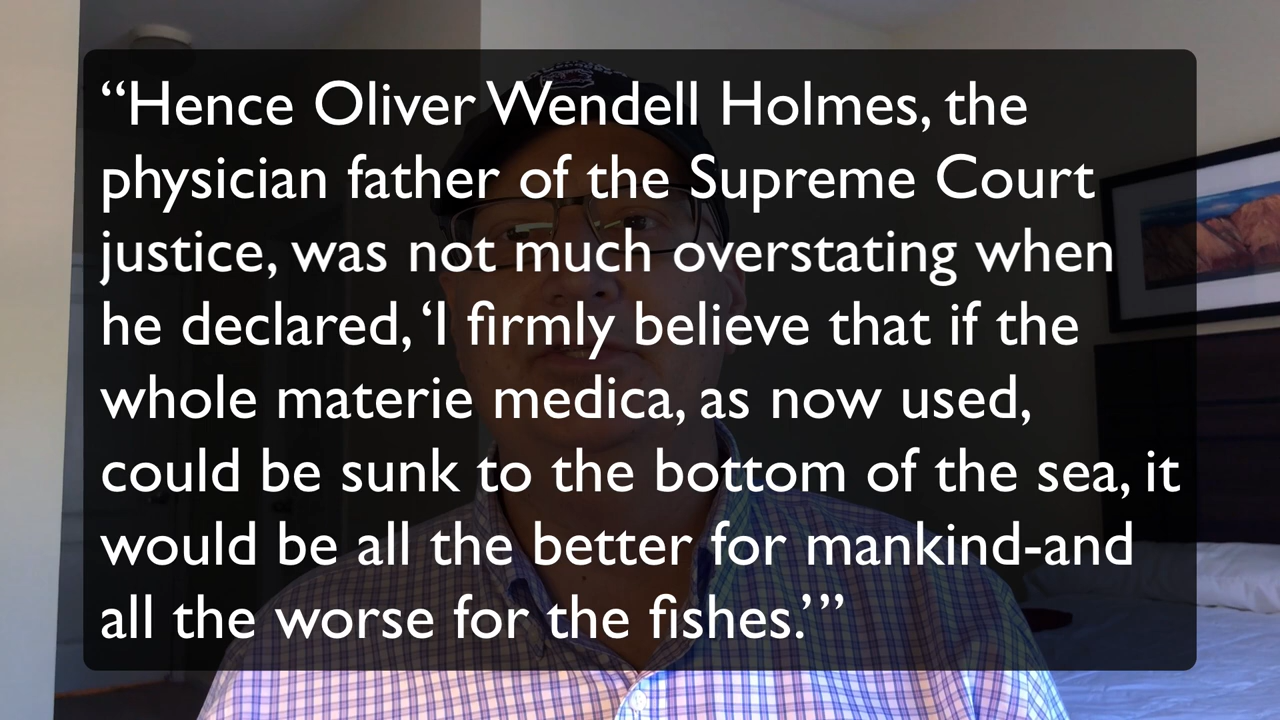 “Hence Oliver Wendell Holmes, the
physician father of the Supreme Court
justice, was not much overstating when
he declared, ‘I firmly believe that if the
whole materie medica, as now used,
could be sunk to the bottom of the sea, it
would be all the better for mankind-and
all the worse for the fishes.’”